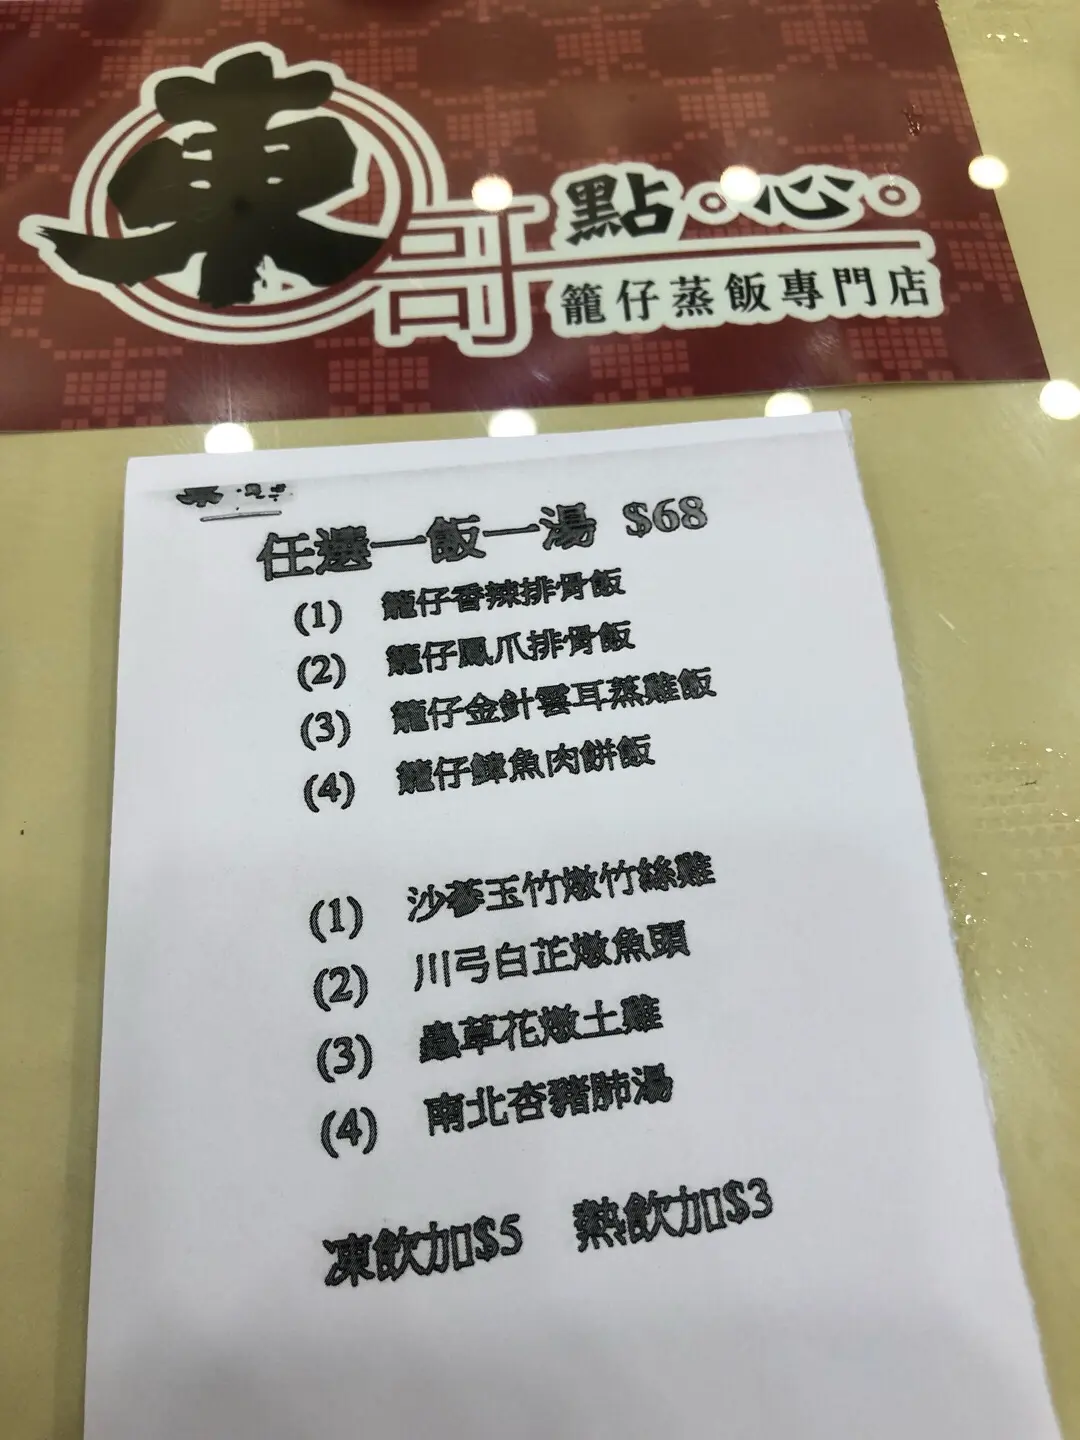 東哥點心
籠仔蒸飯專門店
任選一飯一湯 $68
(1) 籠仔香辣排骨飯
(2) 籠仔鳳爪排骨飯
(3) 籠仔金針雲耳蒸雞飯
(4) 籠仔鱆魚肉餅飯
(1) 沙蔘玉竹燉竹絲雞
(2) 川弓白芷燉魚頭
(3) 蟲草花燉土雞
(4) 南北杏豬肺湯
凍飲加$5 熱飲加$3